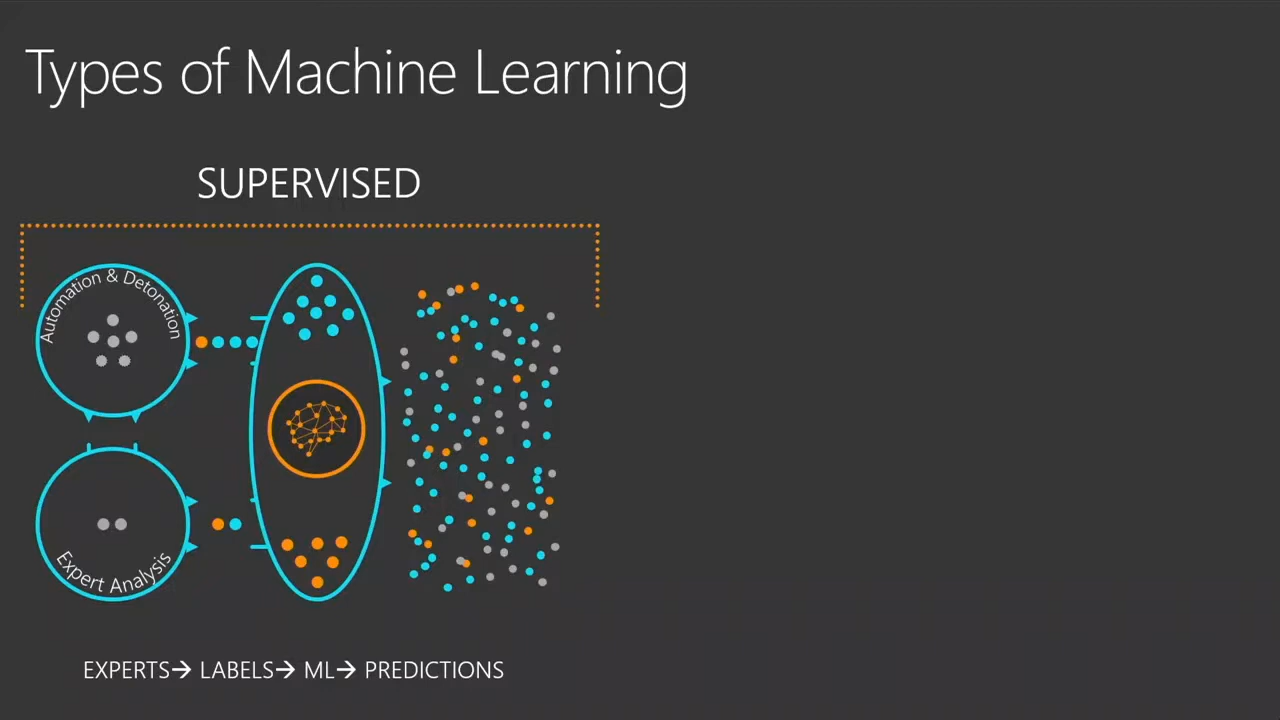 Types of Machine Learning
SUPERVISED
Automation & Detonation
Expert Analysis
EXPERTS→ LABELS→ ML→ PREDICTIONS